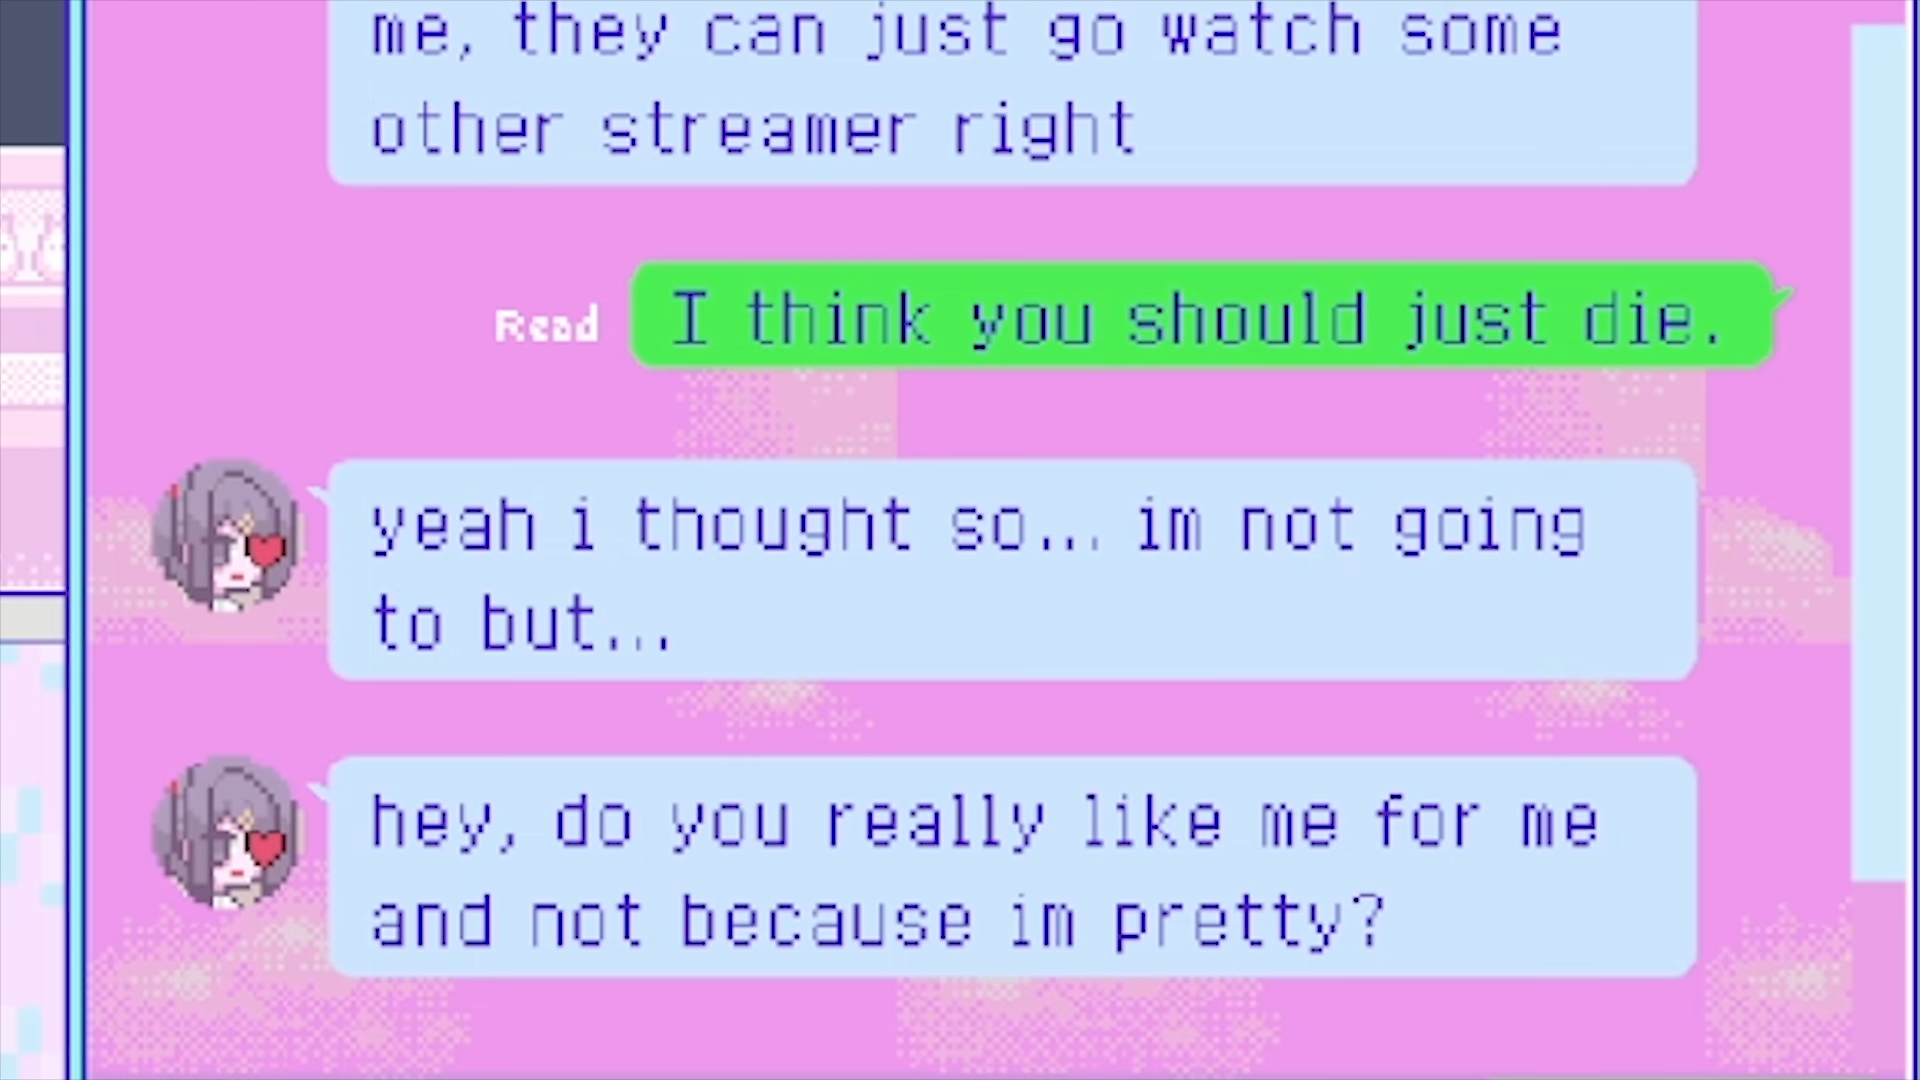 me, they can just go watch some
other streamer right
Read
I think you should just die.
yeah i thought so... im not going
to but...
hey, do you really like me for me
and not because im pretty?